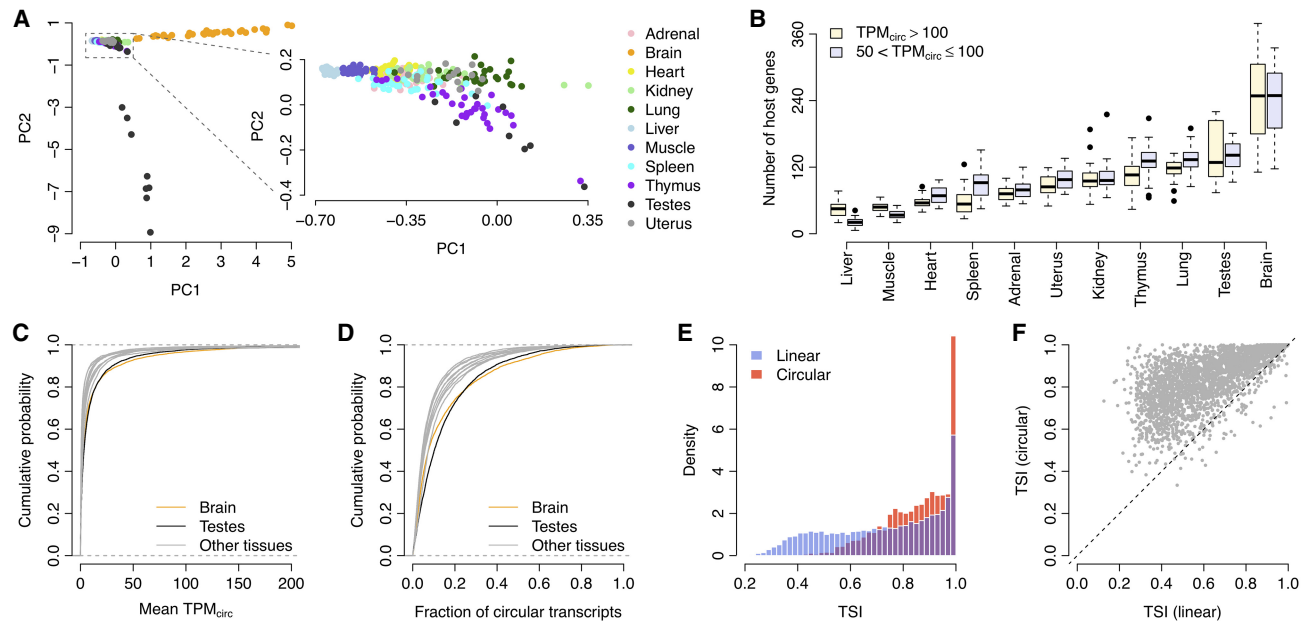 A
PC2
1
−1
−3
−5
−7
−9
−1 0 1 2 3 4 5
PC1
PC2
0.2
0.0
−0.2
−0.4
−0.70 −0.35 0.00 0.35
PC1
Adrenal
Brain
Heart
Kidney
Lung
Liver
Muscle
Spleen
Thymus
Testes
Uterus
B
Number of host genes
360
240
120
0
TPMcirc > 100
50 < TPMcirc ≤ 100
Liver
Muscle
Heart
Spleen
Adrenal
Uterus
Kidney
Thymus
Lung
Testes
Brain
C
Cumulative probability
1.0
0.8
0.6
0.4
0.2
0.0
Brain
Testes
Other tissues
0 50 100 150 200
Mean TPMcirc
D
Cumulative probability
1.0
0.8
0.6
0.4
0.2
0.0
Brain
Testes
Other tissues
0.0 0.2 0.4 0.6 0.8 1.0
Fraction of circular transcripts
E
Density
10
8
6
4
2
0
Linear
Circular
0.2 0.4 0.6 0.8 1.0
TSI
F
TSI (circular)
1.0
0.8
0.6
0.4
0.2
0.0
0.0 0.2 0.4 0.6 0.8 1.0
TSI (linear)